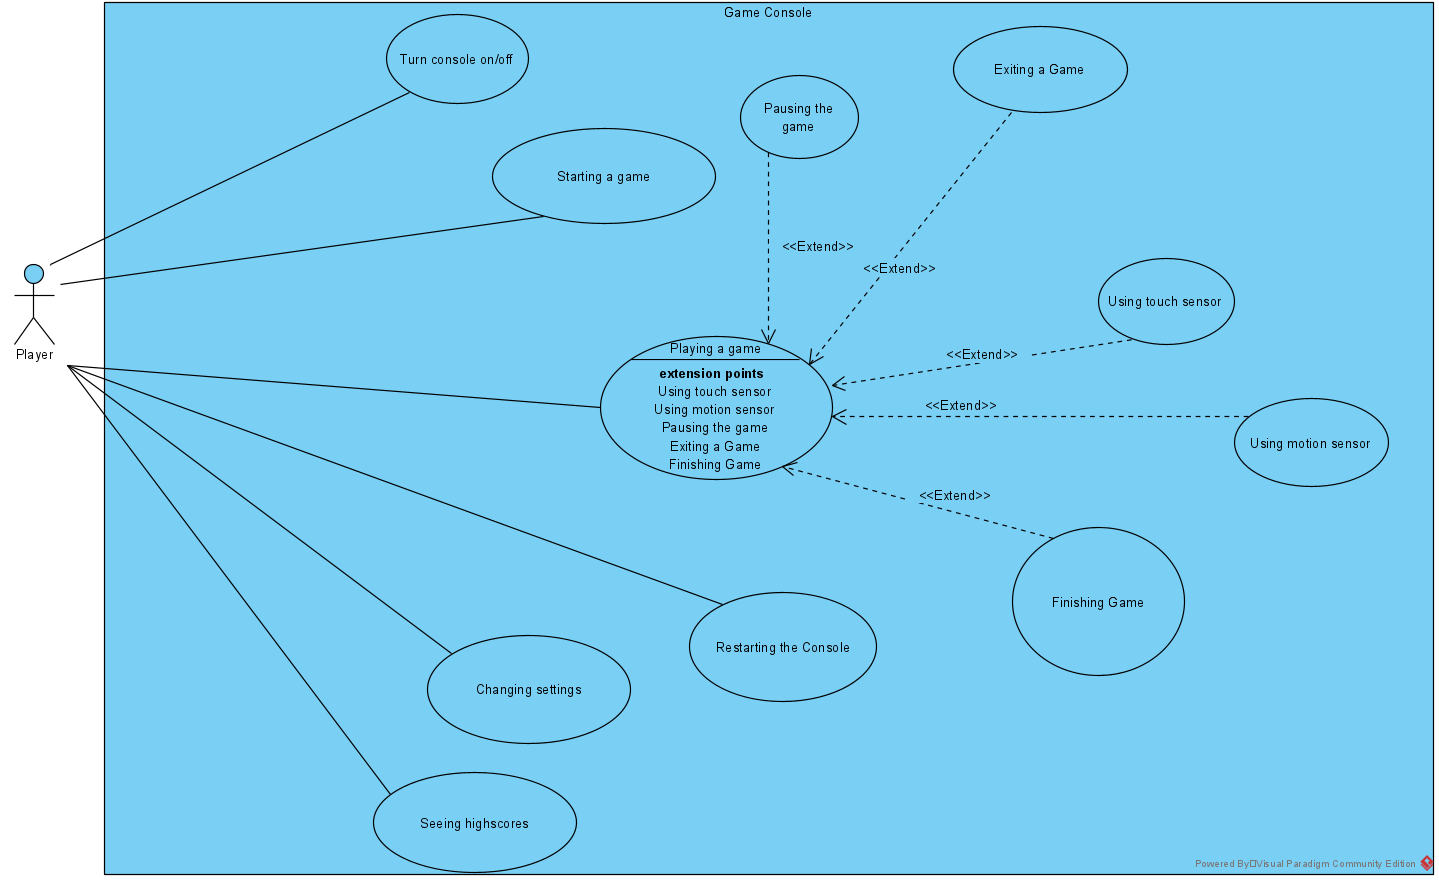 Game Console
Turn console on/off
Exiting a Game
Pausing the
game
Starting a game
<<Extend>>
<<Extend>>
Using touch sensor
Player
<<Extend>>
Playing a game
extension points
Using touch sensor
Using motion sensor
Pausing the game
Exiting a Game
Finishing Game
<<Extend>>
Using motion sensor
<<Extend>>
Finishing Game
Restarting the Console
Changing settings
Seeing highscores
Powered By□Visual Paradigm Community Edition